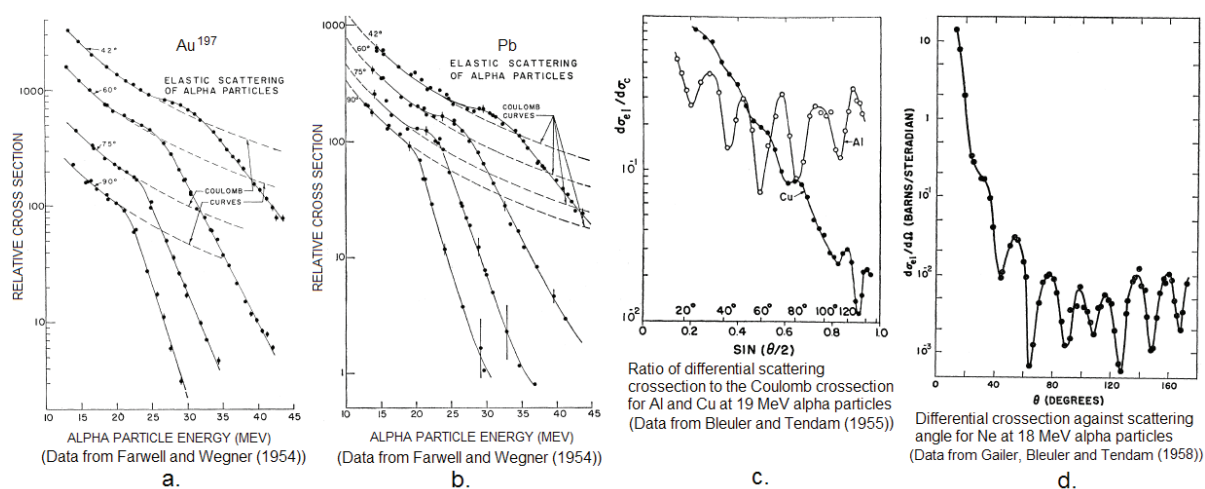 Au197
42°
60°
75°
90°
ELASTIC SCATTERING
OF ALPHA PARTICLES
COULOMB
CURVES
1000
100
10
RELATIVE CROSS SECTION
10 15 20 25 30 35 40 45
ALPHA PARTICLE ENERGY (MEV)
(Data from Farwell and Wegner (1954))
a.
Pb
42°
60°
75°
90°
ELASTIC SCATTERING
OF ALPHA PARTICLES
COULOMB
CURVES
1000
100
10
1
RELATIVE CROSS SECTION
10 15 20 25 30 35 40 45
ALPHA PARTICLE ENERGY (MEV)
(Data from Farwell and Wegner (1954))
b.
dσel/dσc
10-1
10-2
Al
Cu
20° 40° 60° 80° 100° 120°
0.0 0.2 0.4 0.6 0.8 1.0
SIN (θ/2)
Ratio of differential scattering
crossection to the Coulomb crossection
for Al and Cu at 19 MeV alpha particles
(Data from Bleuler and Tendam (1955))
c.
dσel/dΩ (BARNS/STERADIAN)
10
1
10-1
10-2
10-3
0 40 80 120 160
θ (DEGREES)
Differential crossection against scattering
angle for Ne at 18 MeV alpha particles
(Data from Gailer, Bleuler and Tendam (1958)
d.